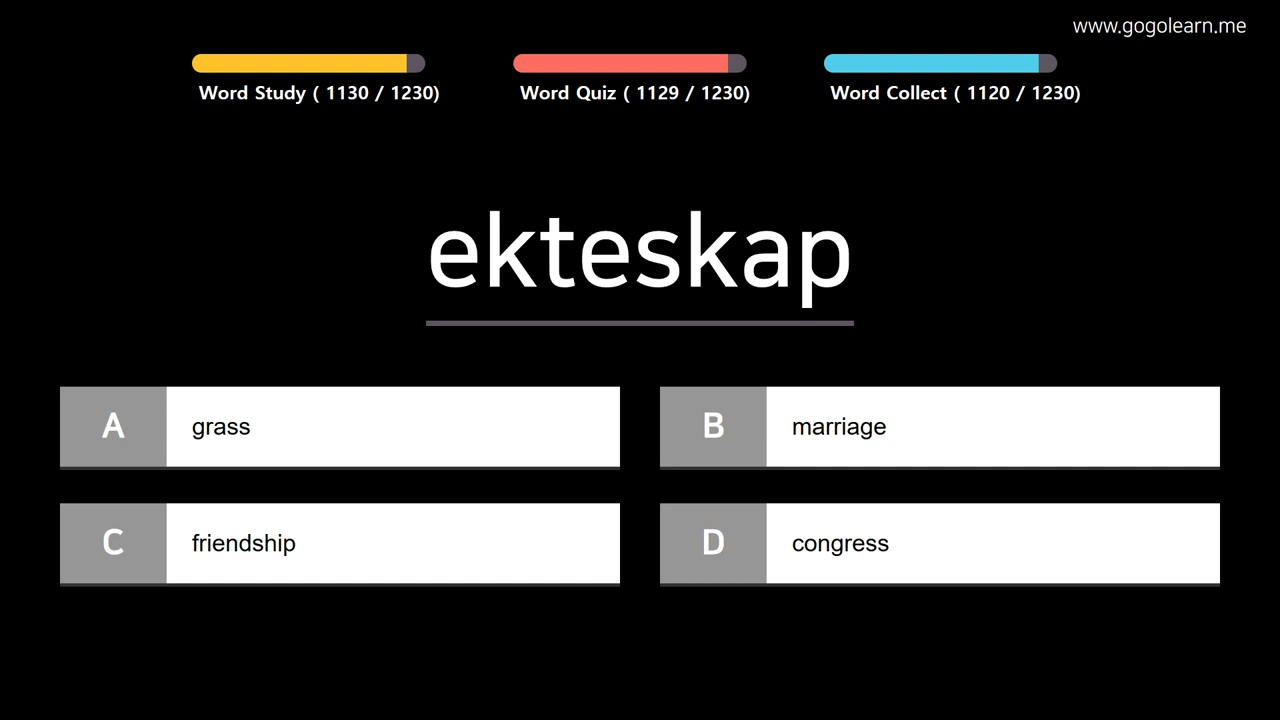 www.gogolearn.me
Word Study ( 1130 / 1230)
Word Quiz ( 1129 / 1230)
Word Collect ( 1120 / 1230)
ekteskap
A grass
B marriage
C friendship
D congress